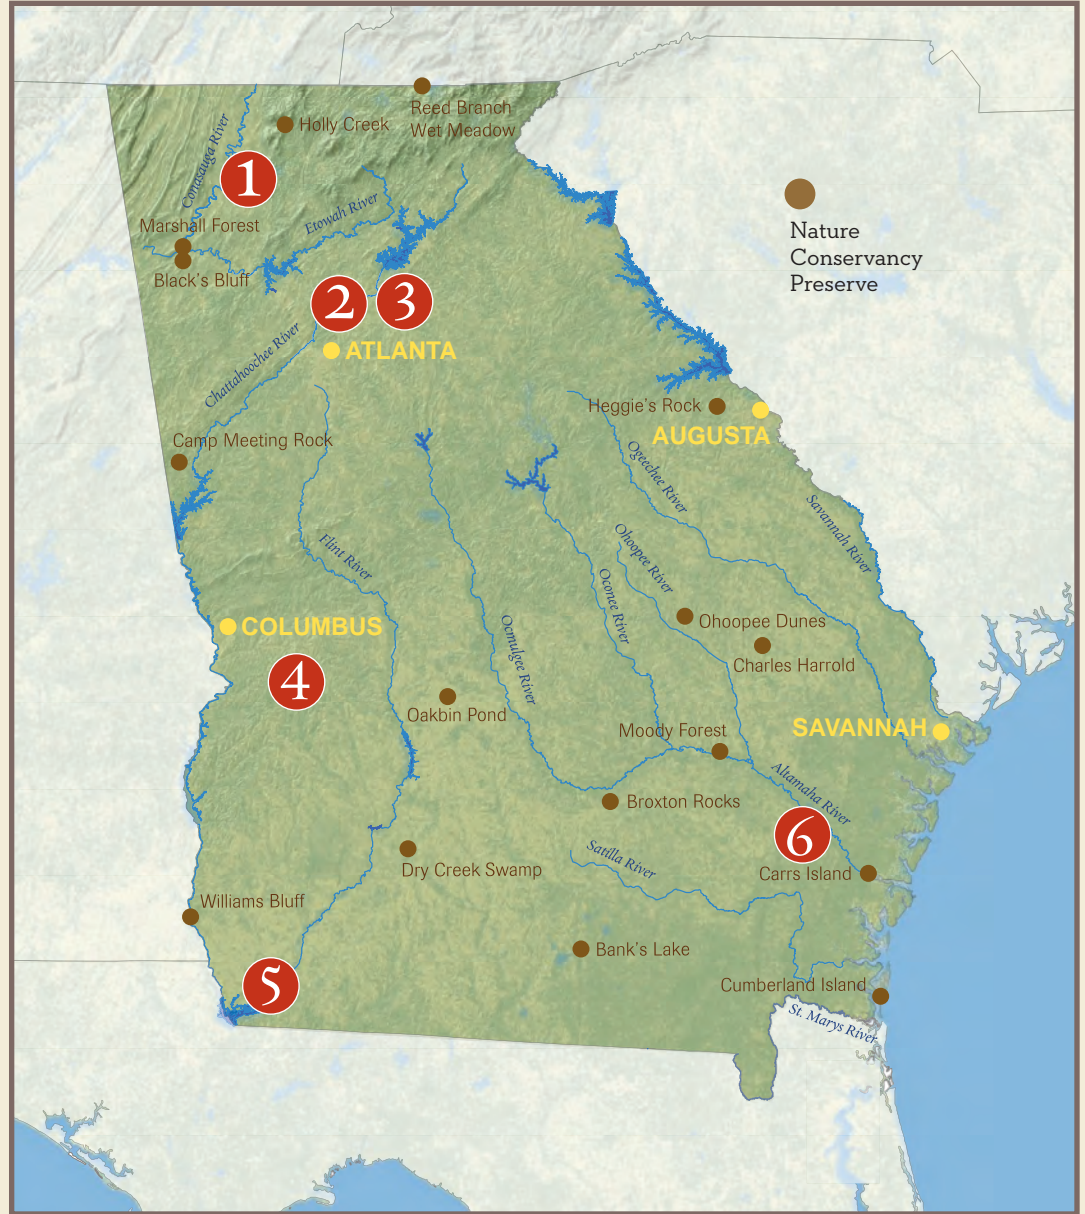 Reed Branch
Wet Meadow
Holly Creek
Conasauga River
1
Marshall Forest
Etowah River
Black's Bluff
Nature
Conservancy
Preserve
2
3
ATLANTA
Chattahoochee River
Camp Meeting Rock
Heggie's Rock
AUGUSTA
Ogeechee River
Savannah River
Flint River
Ohoopee River
Oconee River
Ocmulgee River
COLUMBUS
Ohoopee Dunes
Charles Harrold
4
Oakbin Pond
Moody Forest
SAVANNAH
Altamaha River
Broxton Rocks
6
Satilla River
Carrs Island
Dry Creek Swamp
Williams Bluff
Bank's Lake
5
Cumberland Island
St. Marys River